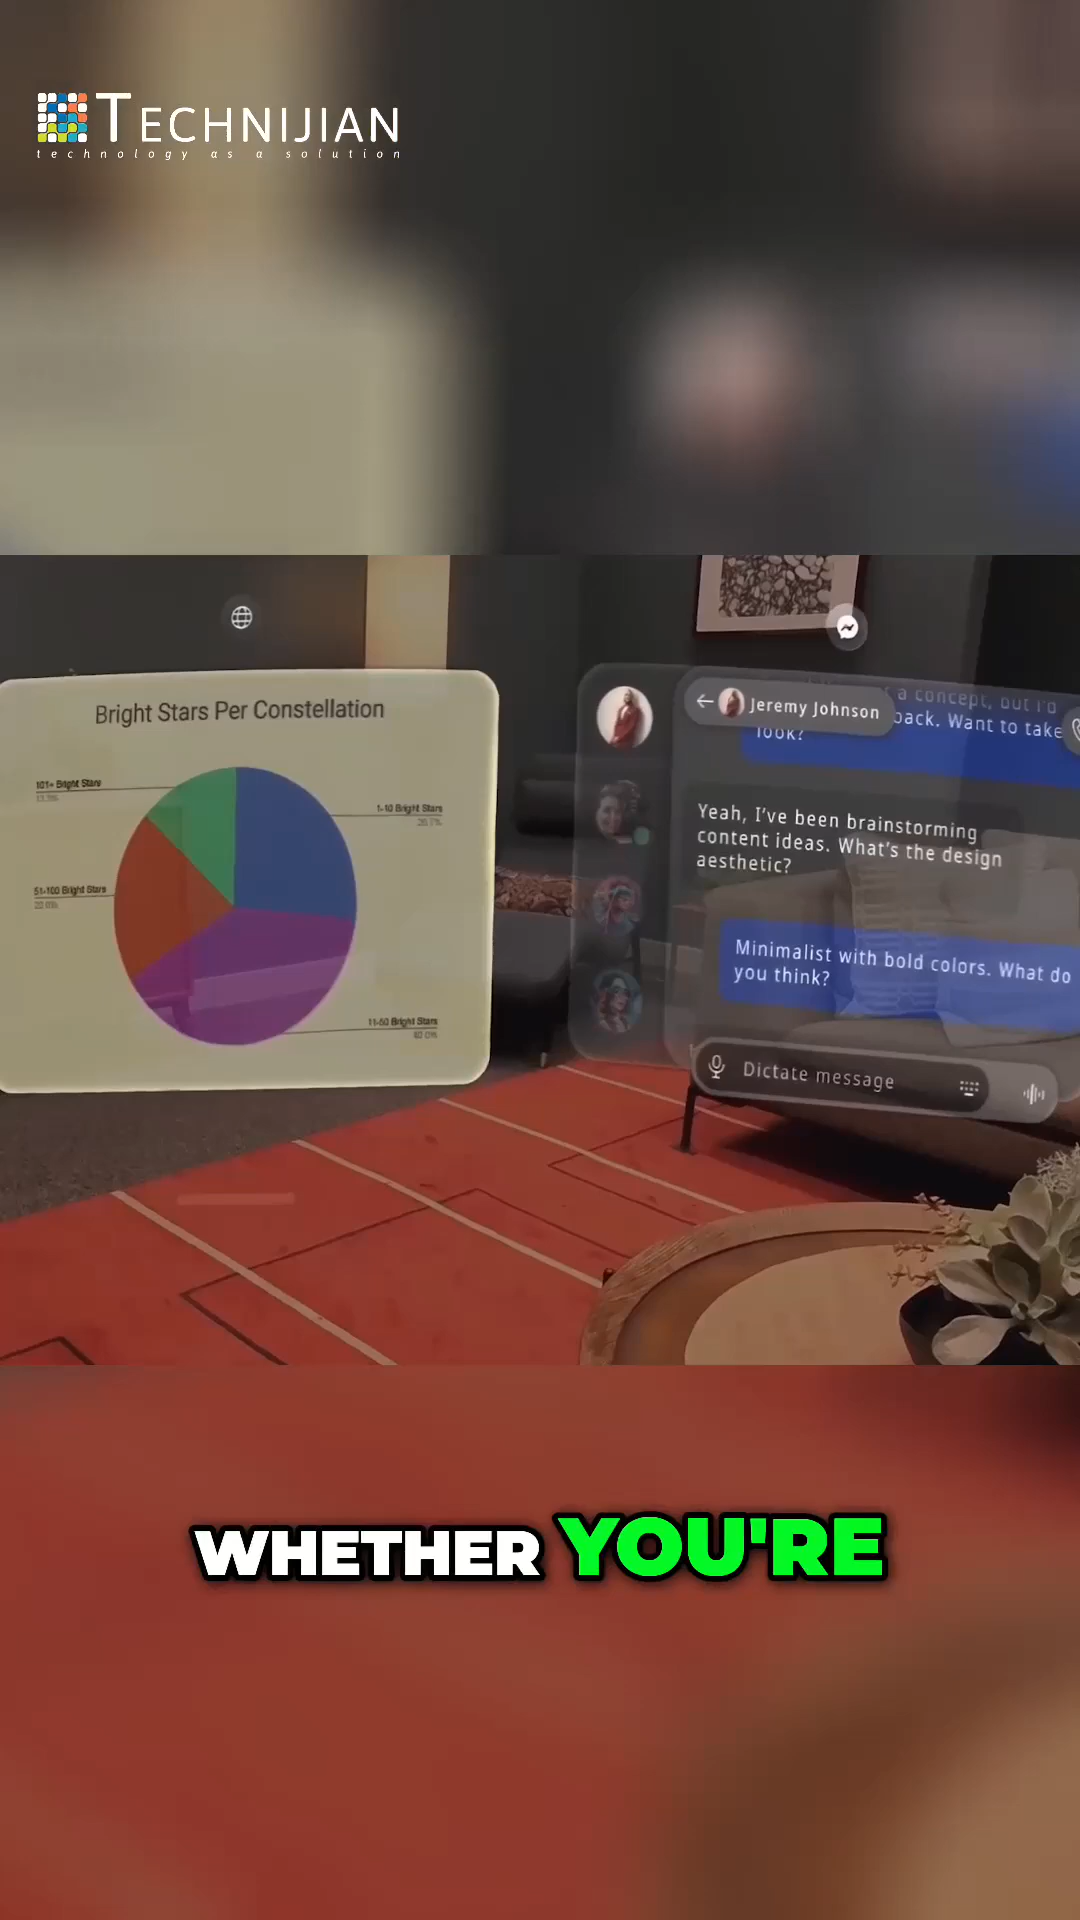 TECHNIJIAN
technology as a solution
Bright Stars Per Constellation
101+ Bright Stars
1-10 Bright Stars
51-100 Bright Stars
11-50 Bright Stars
a concept, but I'd
back. Want to take
look?
Jeremy Johnson
Yeah, I've been brainstorming
content ideas. What's the design
aesthetic?
Minimalist with bold colors. What do
you think?
Dictate message
WHETHER YOU'RE